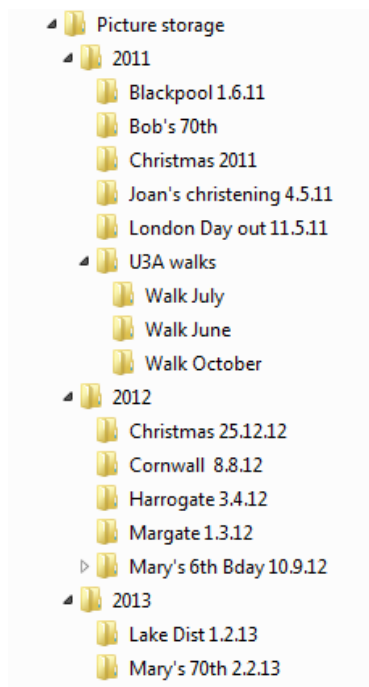 Picture storage
2011
Blackpool 1.6.11
Bob's 70th
Christmas 2011
Joan's christening 4.5.11
London Day out 11.5.11
U3A walks
Walk July
Walk June
Walk October
2012
Christmas 25.12.12
Cornwall  8.8.12
Harrogate 3.4.12
Margate 1.3.12
Mary's 6th Bday 10.9.12
2013
Lake Dist 1.2.13
Mary's 70th 2.2.13